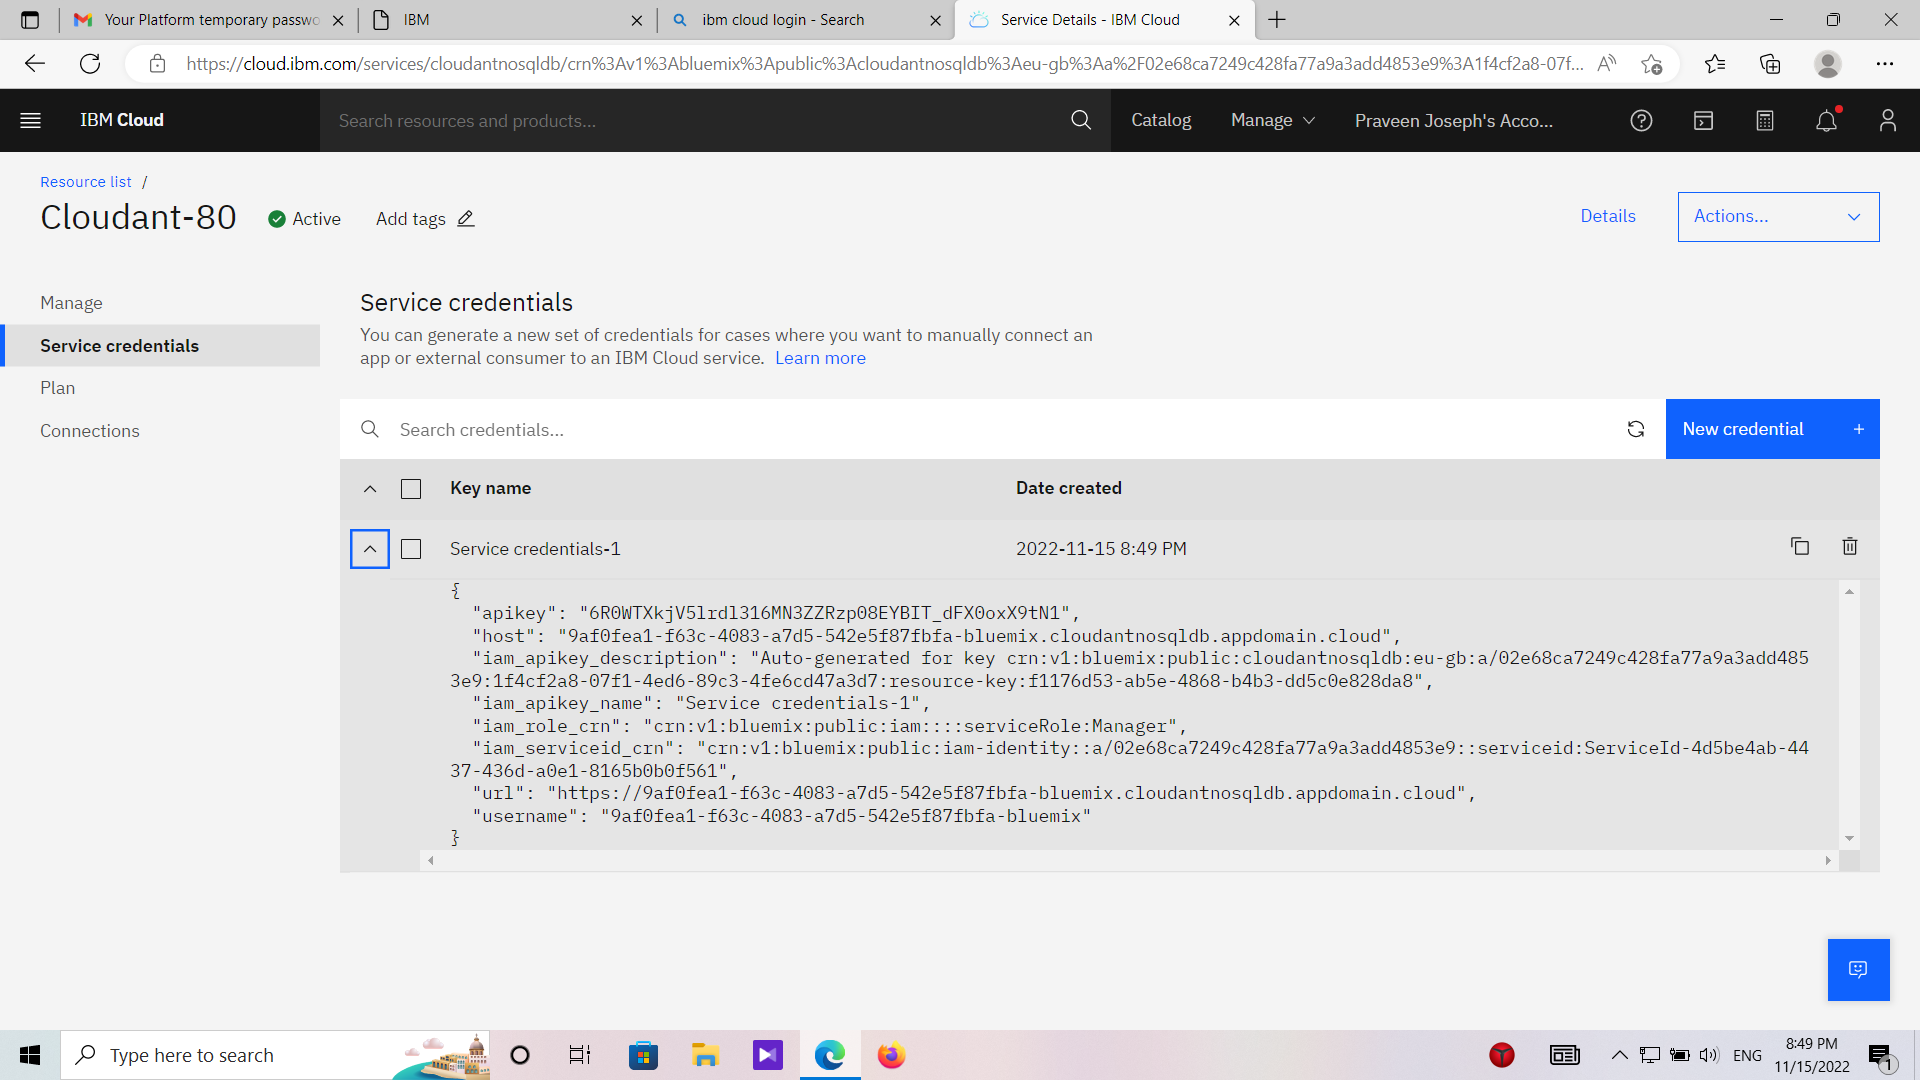 Your Platform temporary passwo
IBM
ibm cloud login - Search
Service Details - IBM Cloud
https://cloud.ibm.com/services/cloudantnosqldb/crn%3Av1%3Abluemix%3Apublic%3Acloudantnosqldb%3Aeu-gb%3Aa%2F02e68ca7249c428fa77a9a3add4853e9%3A1f4cf2a8-07f...
IBM Cloud
Search resources and products...
Catalog
Manage
Praveen Joseph's Acco...
Resource list /
Cloudant-80
Active
Add tags
Details
Actions...
Manage
Service credentials
Plan
Connections
Service credentials
You can generate a new set of credentials for cases where you want to manually connect an
app or external consumer to an IBM Cloud service. Learn more
Search credentials...
New credential +
Key name
Date created
Service credentials-1
2022-11-15 8:49 PM
{
"apikey": "6R0WTXkjV5lrdl316MN3ZZRzp08EYBIT_dFX0oxX9tN1",
"host": "9af0fea1-f63c-4083-a7d5-542e5f87fbfa-bluemix.cloudantnosqldb.appdomain.cloud",
"iam_apikey_description": "Auto-generated for key crn:v1:bluemix:public:cloudantnosqldb:eu-gb:a/02e68ca7249c428fa77a9a3add485
3e9:1f4cf2a8-07f1-4ed6-89c3-4fe6cd47a3d7:resource-key:f1176d53-ab5e-4868-b4b3-dd5c0e828da8",
"iam_apikey_name": "Service credentials-1",
"iam_role_crn": "crn:v1:bluemix:public:iam::::serviceRole:Manager",
"iam_serviceid_crn": "crn:v1:bluemix:public:iam-identity::a/02e68ca7249c428fa77a9a3add4853e9::serviceid:ServiceId-4d5be4ab-44
37-436d-a0e1-8165b0b0f561",
"url": "https://9af0fea1-f63c-4083-a7d5-542e5f87fbfa-bluemix.cloudantnosqldb.appdomain.cloud",
"username": "9af0fea1-f63c-4083-a7d5-542e5f87fbfa-bluemix"
}
Type here to search
ENG
8:49 PM
11/15/2022
1